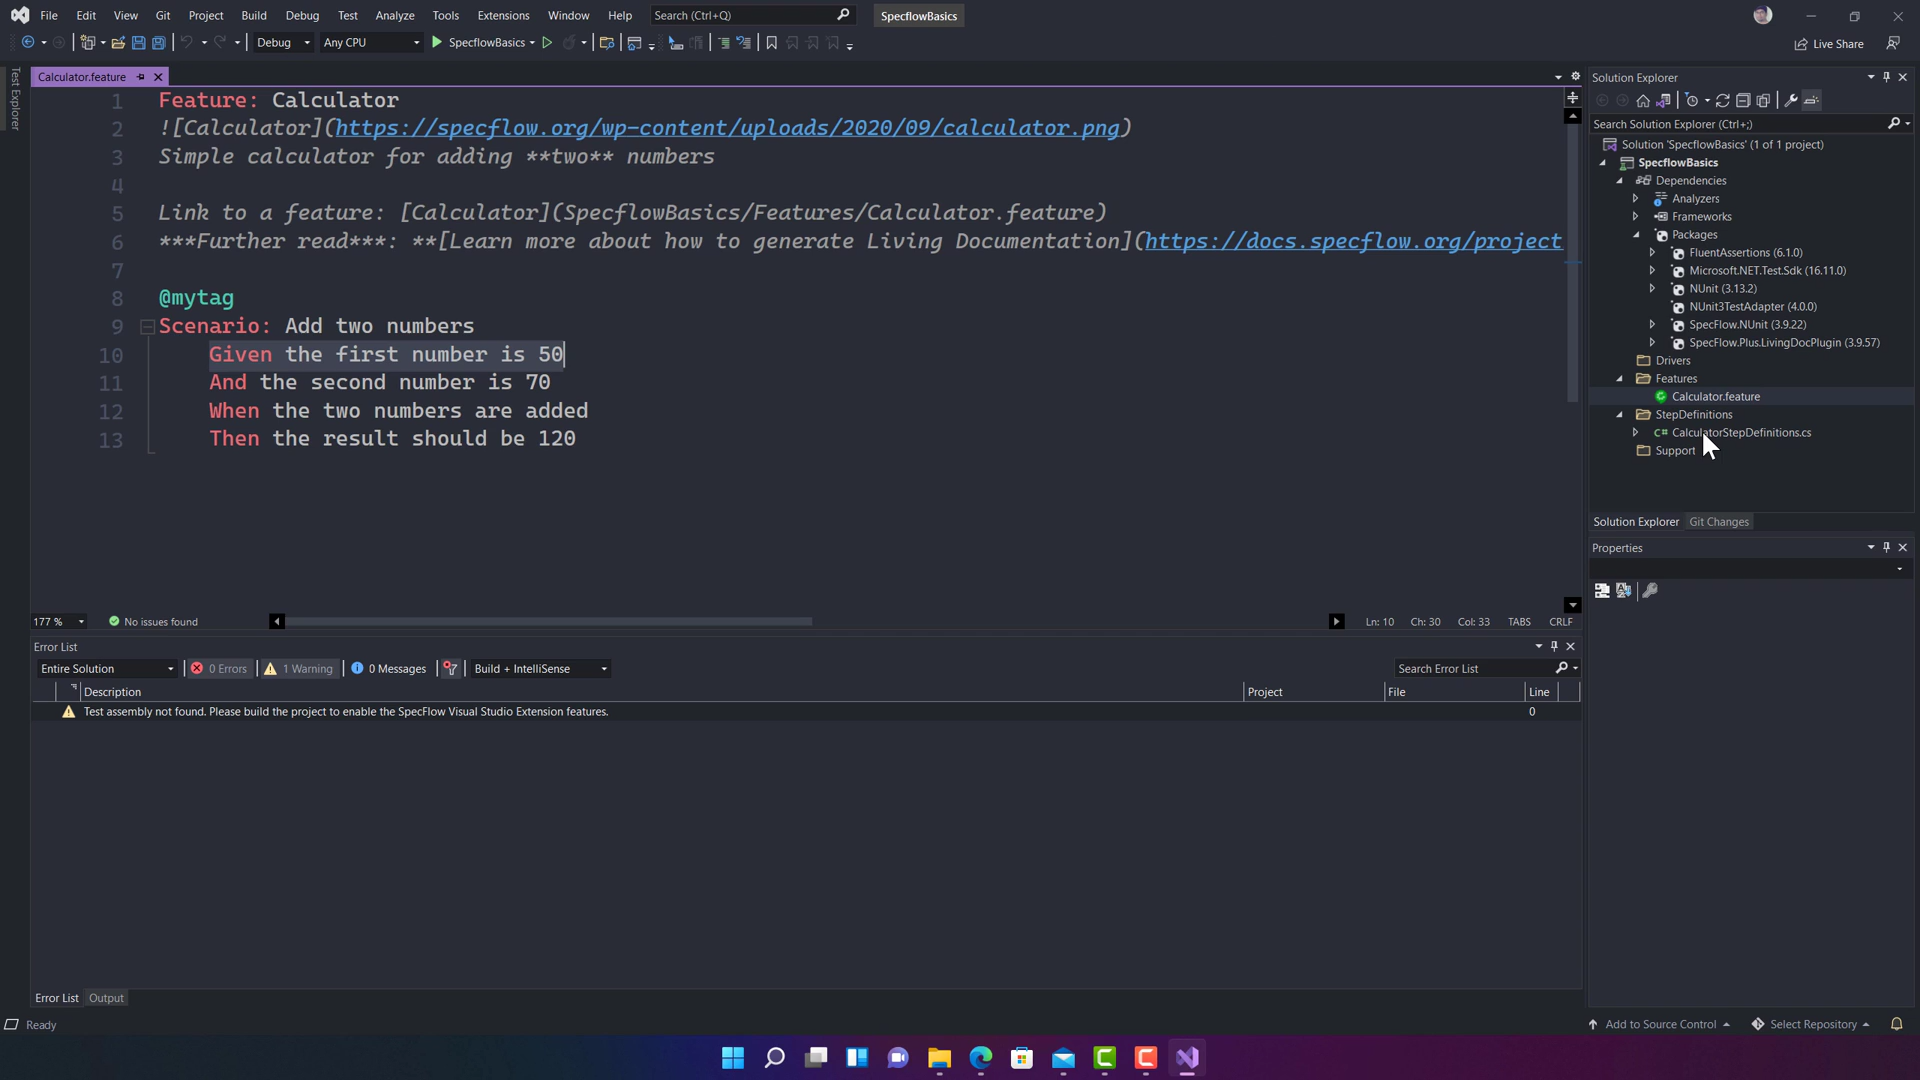 File Edit View Git Project Build Debug Test Analyze Tools Extensions Window Help Search (Ctrl+Q) SpecflowBasics
Debug Any CPU SpecflowBasics Live Share
Test Explorer
Calculator.feature
1 Feature: Calculator
2 ![Calculator](https://specflow.org/wp-content/uploads/2020/09/calculator.png)
3 Simple calculator for adding **two** numbers
4
5 Link to a feature: [Calculator](SpecflowBasics/Features/Calculator.feature)
6 ***Further read***: **[Learn more about how to generate Living Documentation](https://docs.specflow.org/project
7
8 @mytag
9 Scenario: Add two numbers
10 Given the first number is 50
11 And the second number is 70
12 When the two numbers are added
13 Then the result should be 120
177 % No issues found Ln: 10 Ch: 30 Col: 33 TABS CRLF
Error List
Entire Solution 0 Errors 1 Warning 0 Messages Build + IntelliSense Search Error List
Description Project File Line
Test assembly not found. Please build the project to enable the SpecFlow Visual Studio Extension features. 0
Error List Output
Solution Explorer
Search Solution Explorer (Ctrl+;)
Solution 'SpecflowBasics' (1 of 1 project)
SpecflowBasics
Dependencies
Analyzers
Frameworks
Packages
FluentAssertions (6.1.0)
Microsoft.NET.Test.Sdk (16.11.0)
NUnit (3.13.2)
NUnit3TestAdapter (4.0.0)
SpecFlow.NUnit (3.9.22)
SpecFlow.Plus.LivingDocPlugin (3.9.57)
Drivers
Features
Calculator.feature
StepDefinitions
C# CalculatorStepDefinitions.cs
Support
Solution Explorer Git Changes
Properties
Ready Add to Source Control Select Repository